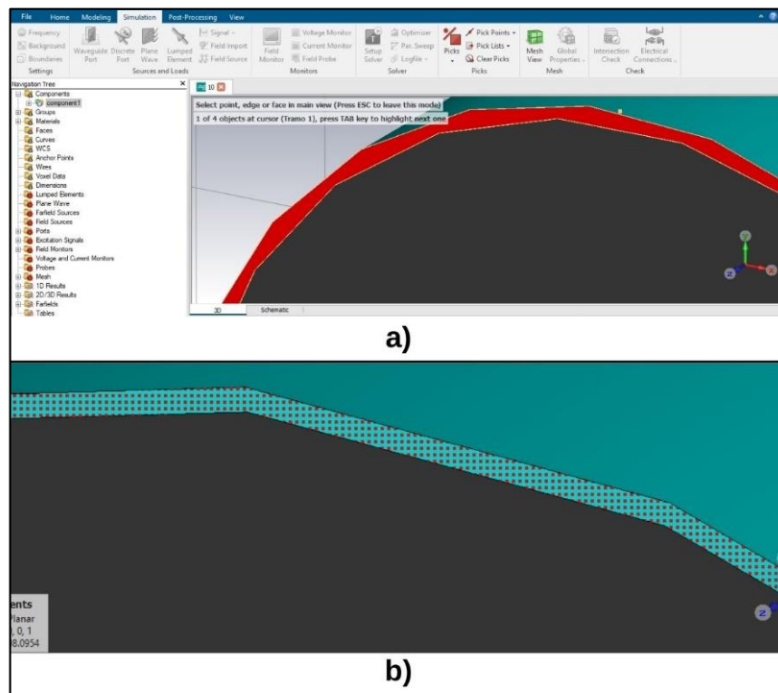 File Home Modeling Simulation Post-Processing View
Frequency
Background
Boundaries
Settings
Waveguide Port
Discrete Port
Plane Wave
Lumped Element
Signal
Field Import
Field Source
Sources and Loads
Field Monitor
Voltage Monitor
Current Monitor
Field Probe
Monitors
Setup Solver
Optimizer
Par. Sweep
Logfile
Solver
Picks
Pick Points
Pick Lists
Clear Picks
Picks
Mesh View
Global Properties
Mesh
Intersection Check
Electrical Connections
Check
Navigation Tree
Components
component1
Groups
Materials
Faces
Curves
WCS
Anchor Points
Wires
Voxel Data
Dimensions
Lumped Elements
Plane Wave
Farfield Sources
Field Sources
Ports
Excitation Signals
Field Monitors
Voltage and Current Monitors
Probes
Mesh
1D Results
2D/3D Results
Farfields
Tables
10
Select point, edge or face in main view (Press ESC to leave this mode)
1 of 4 objects at cursor (Tramo 1), press TAB key to highlight next one
Y
Z
X
3D Schematic
a)
ents
Planar
0, 0, 1
8.0954
Z
b)